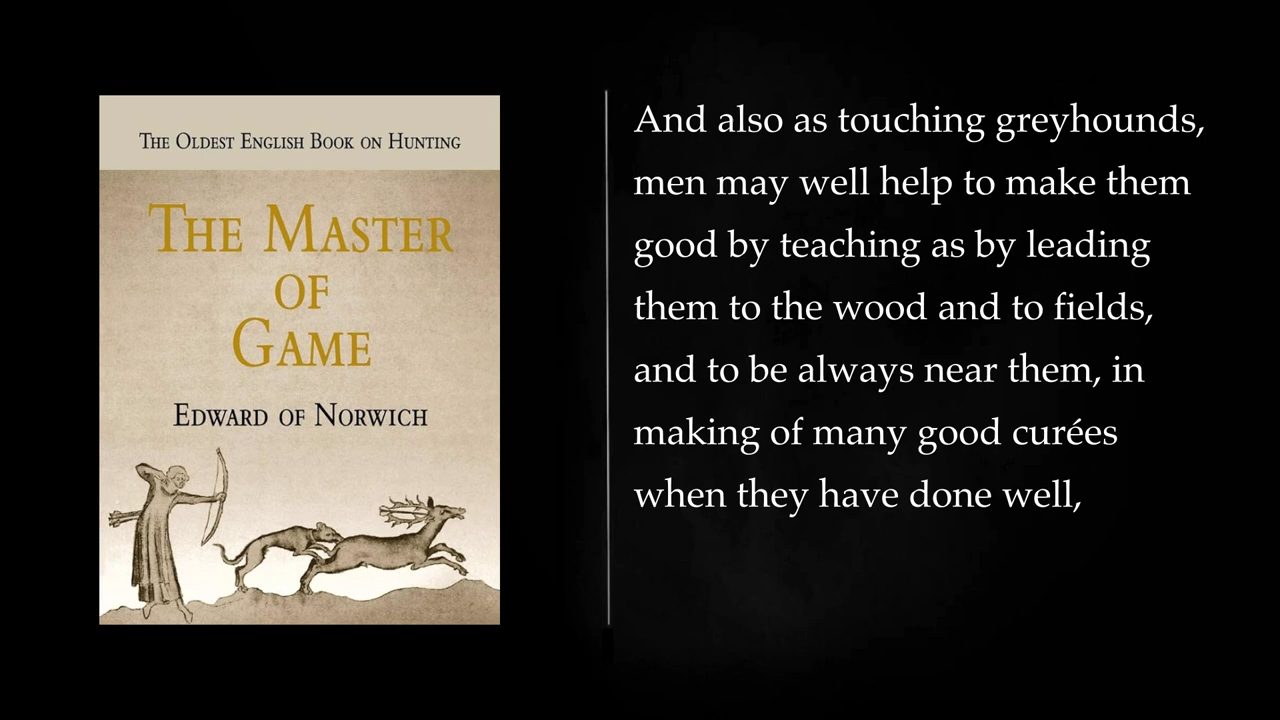 The Oldest English Book on Hunting
The Master
of
Game
Edward of Norwich
And also as touching greyhounds,
men may well help to make them
good by teaching as by leading
them to the wood and to fields,
and to be always near them, in
making of many good curées
when they have done well,